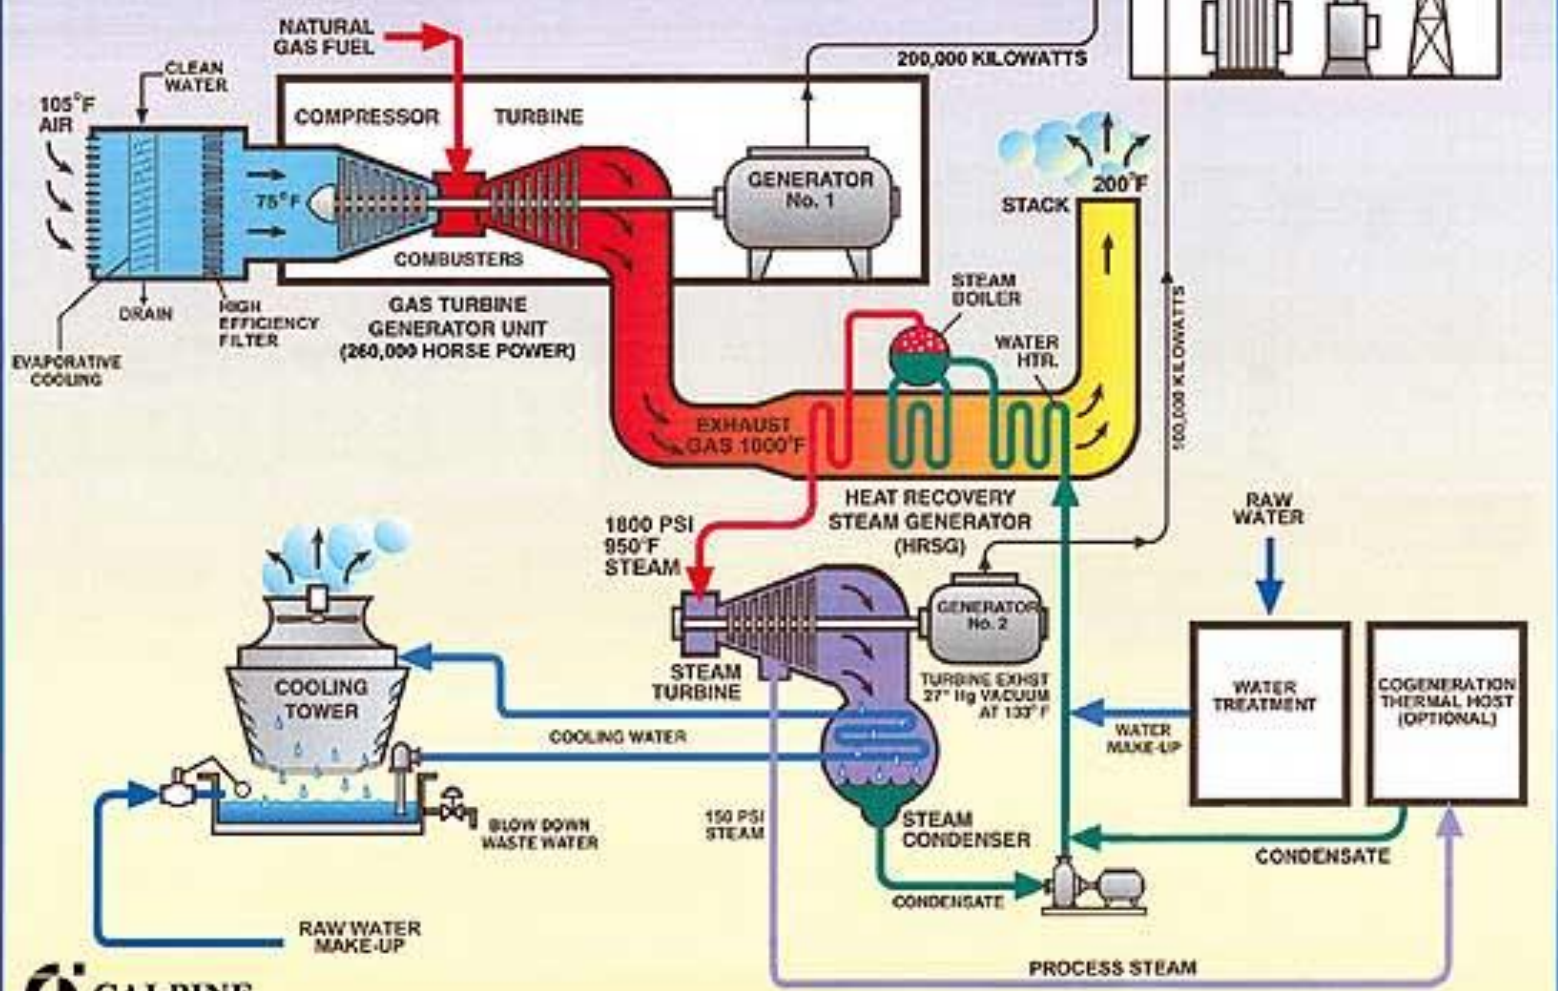 NATURAL
GAS FUEL
200,000 KILOWATTS
CLEAN
WATER
105°F
AIR
COMPRESSOR
TURBINE
75°F
GENERATOR
No. 1
200°F
STACK
COMBUSTERS
DRAIN
HIGH
EFFICIENCY
FILTER
EVAPORATIVE
COOLING
GAS TURBINE
GENERATOR UNIT
(260,000 HORSE POWER)
STEAM
BOILER
WATER
HTR.
100,000 KILOWATTS
EXHAUST
GAS 1000°F
HEAT RECOVERY
STEAM GENERATOR
(HRSG)
1800 PSI
950°F
STEAM
RAW
WATER
GENERATOR
No. 2
STEAM
TURBINE
TURBINE EXHST
27" Hg VACUUM
AT 133°F
COOLING
TOWER
COOLING WATER
WATER
MAKE-UP
WATER
TREATMENT
COGENERATION
THERMAL HOST
(OPTIONAL)
150 PSI
STEAM
STEAM
CONDENSER
BLOW DOWN
WASTE WATER
CONDENSATE
CONDENSATE
RAW WATER
MAKE-UP
PROCESS STEAM
CALPINE